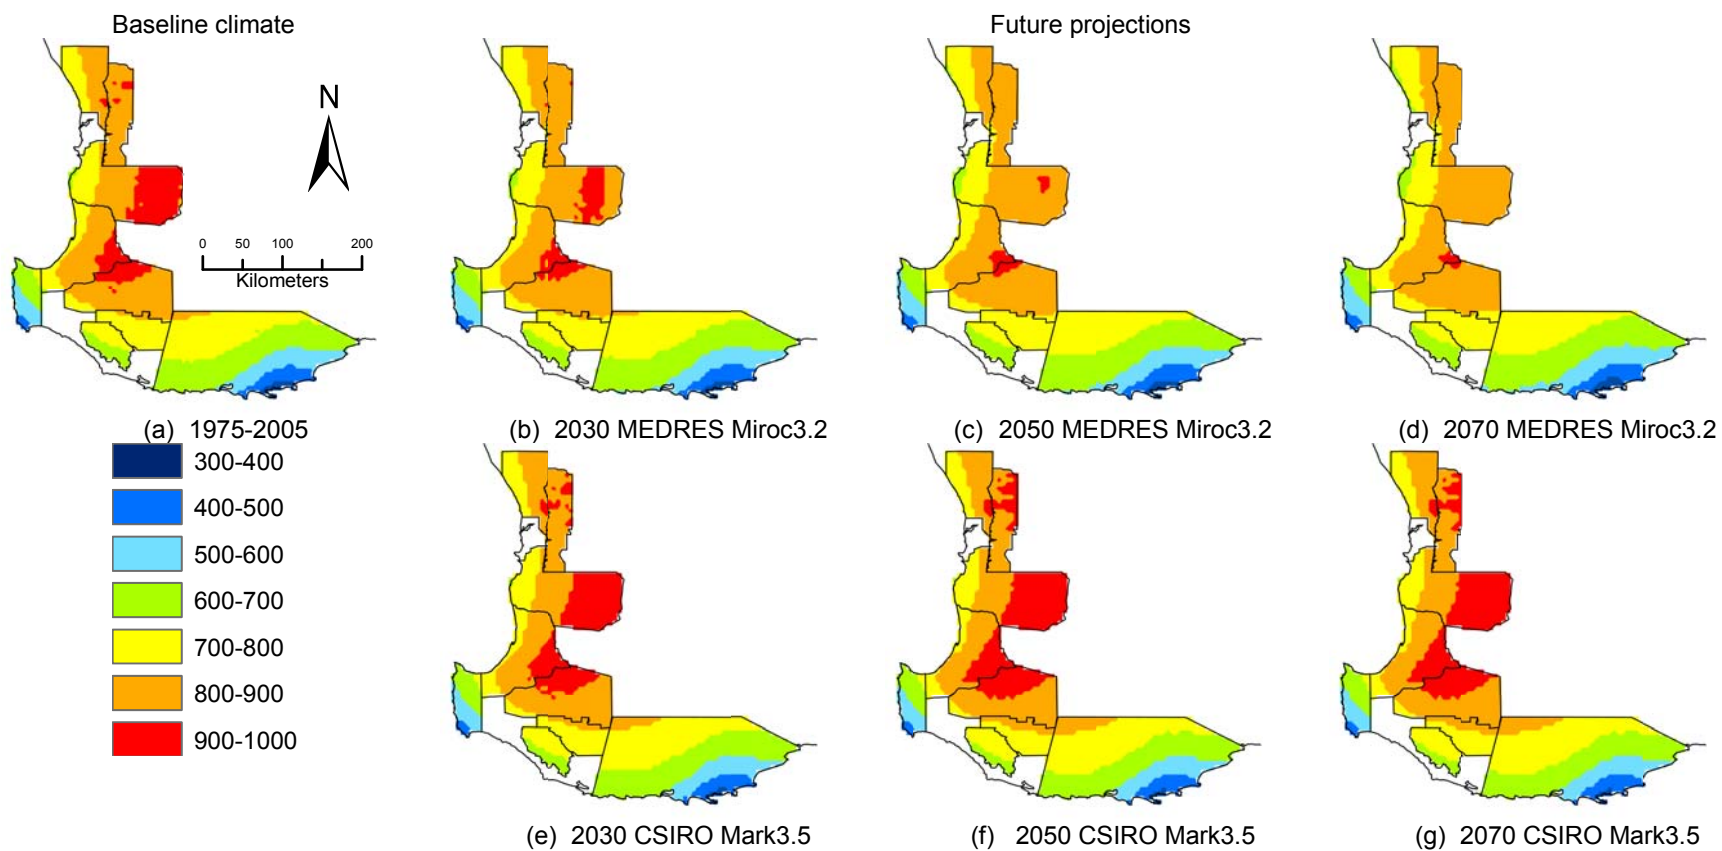 Baseline climate
Future projections
N
0 50 100 200
Kilometers
(a) 1975-2005
(b) 2030 MEDRES Miroc3.2
(c) 2050 MEDRES Miroc3.2
(d) 2070 MEDRES Miroc3.2
300-400
400-500
500-600
600-700
700-800
800-900
900-1000
(e) 2030 CSIRO Mark3.5
(f) 2050 CSIRO Mark3.5
(g) 2070 CSIRO Mark3.5